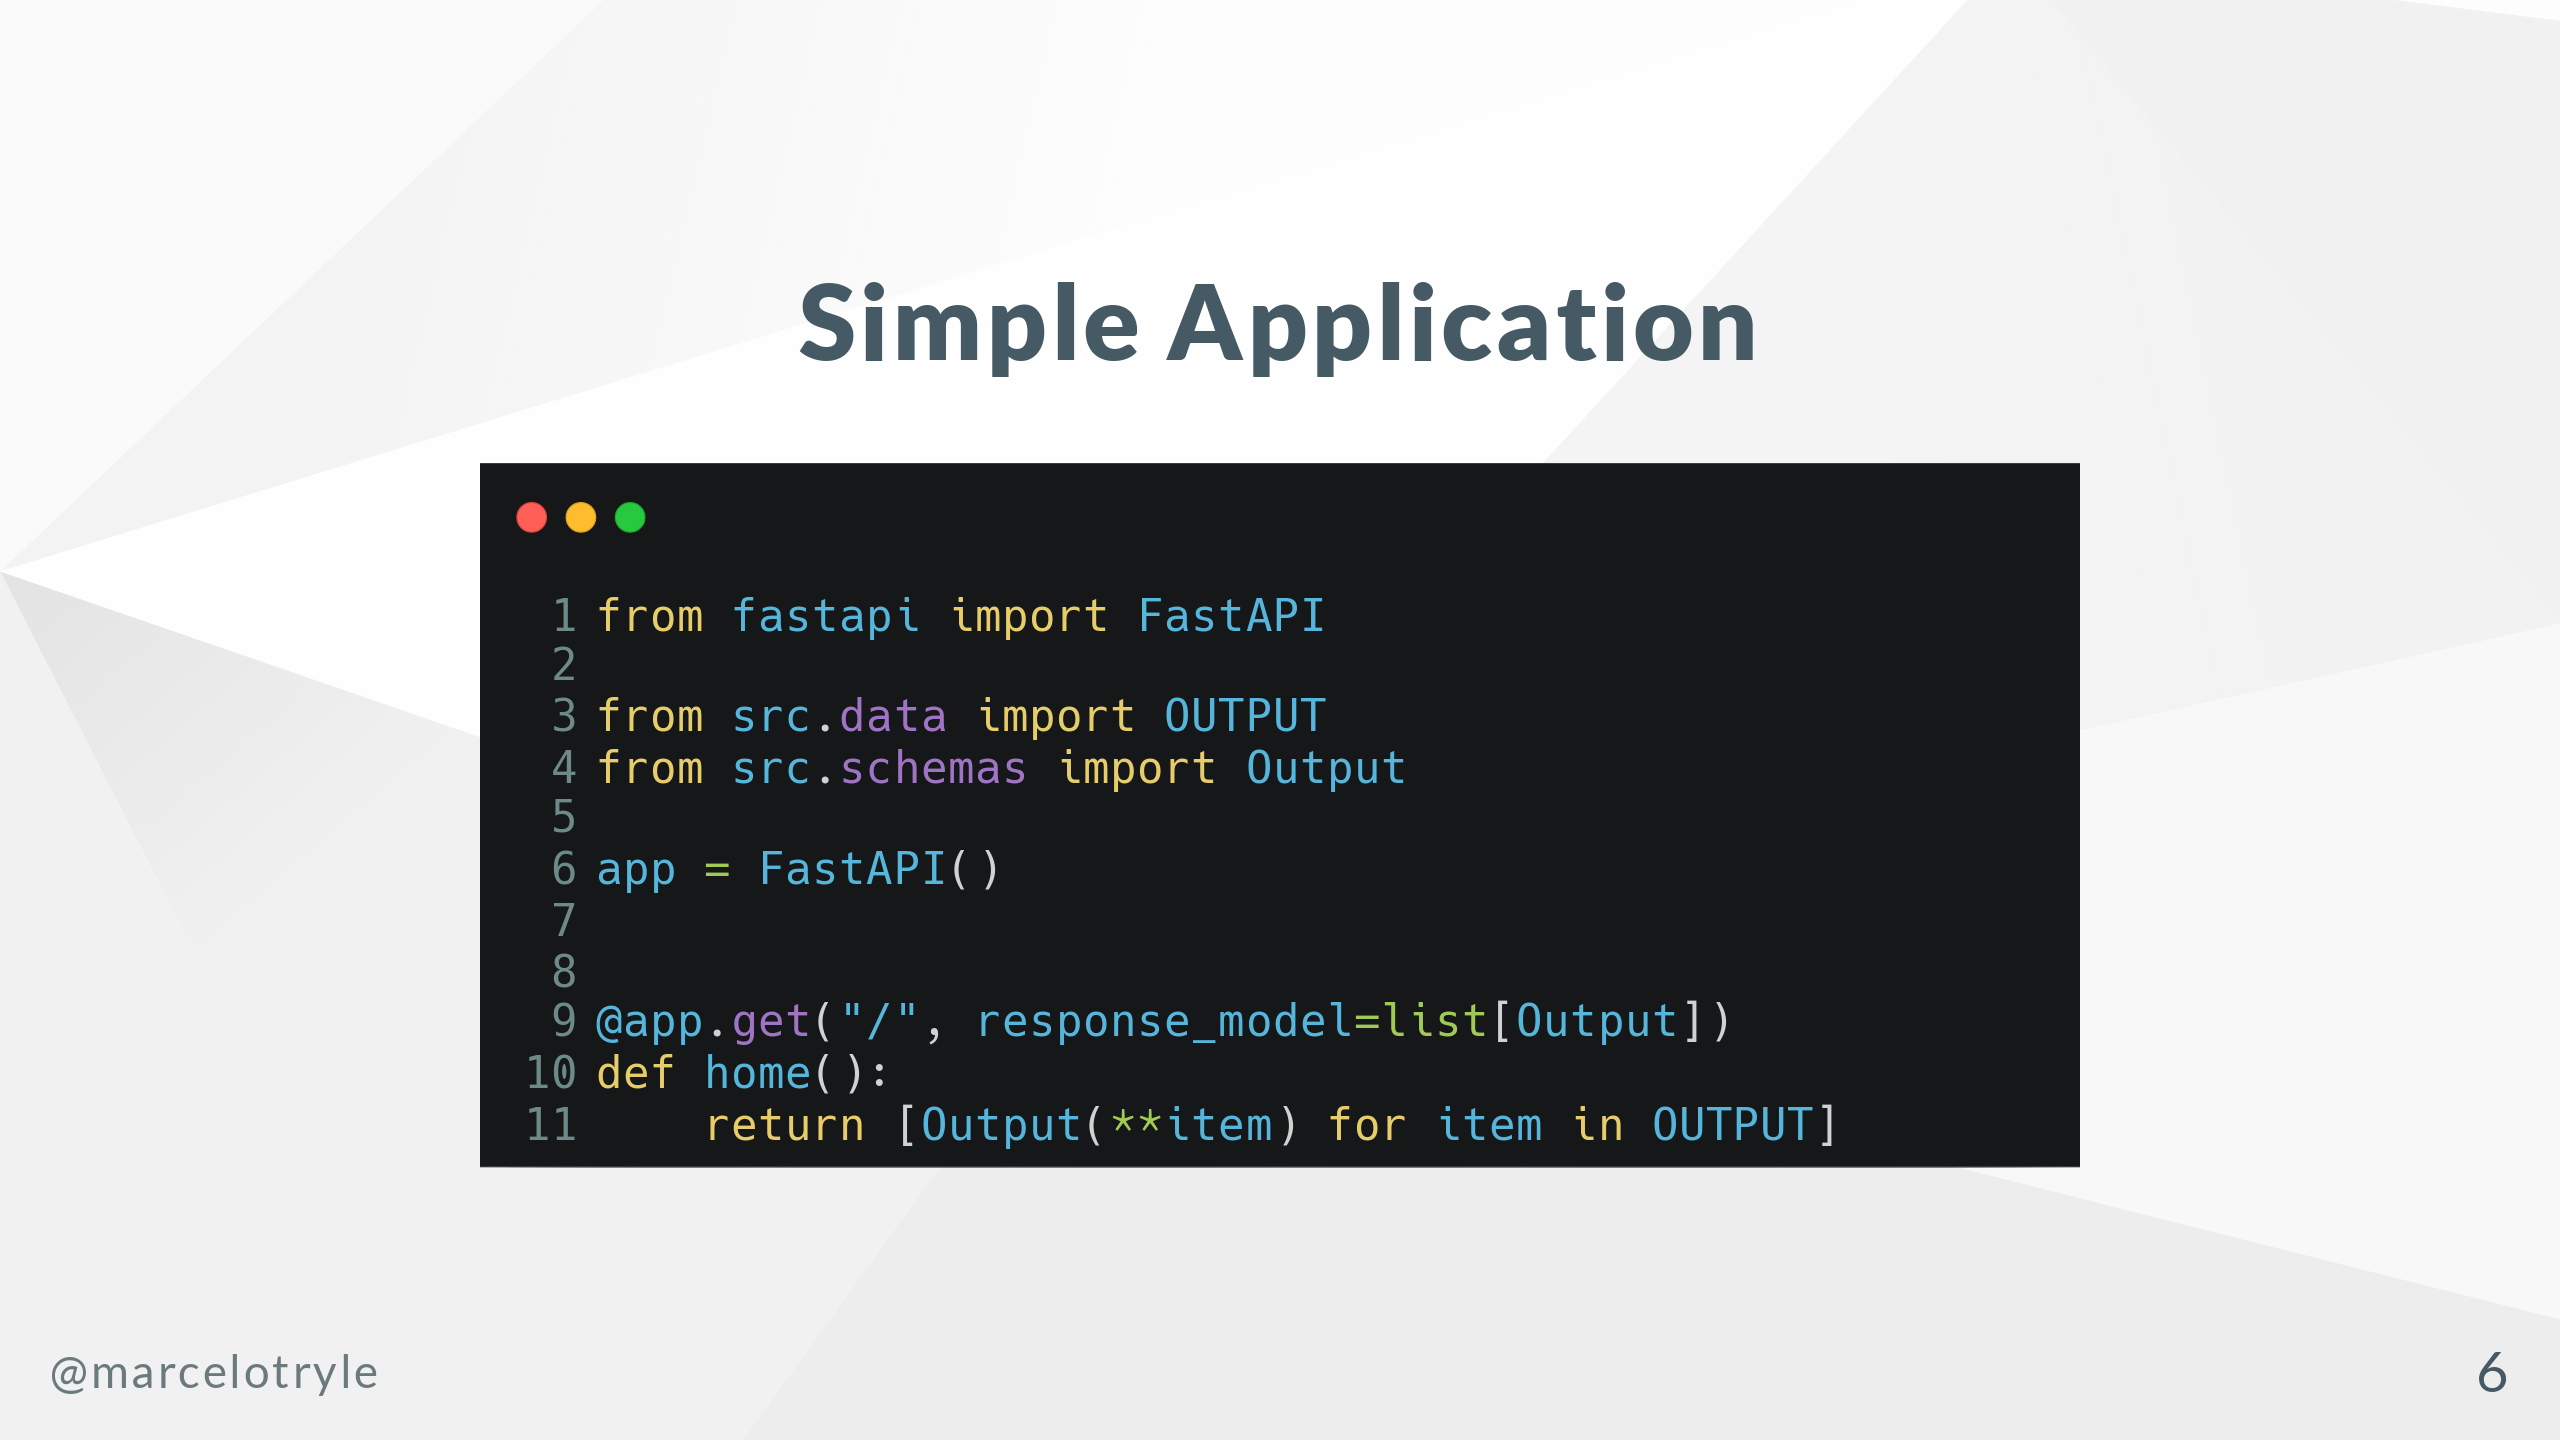 Simple Application
1 from fastapi import FastAPI
2
3 from src.data import OUTPUT
4 from src.schemas import Output
5
6 app = FastAPI()
7
8
9 @app.get("/", response_model=list[Output])
10 def home():
11     return [Output(**item) for item in OUTPUT]
@marcelotryle
6